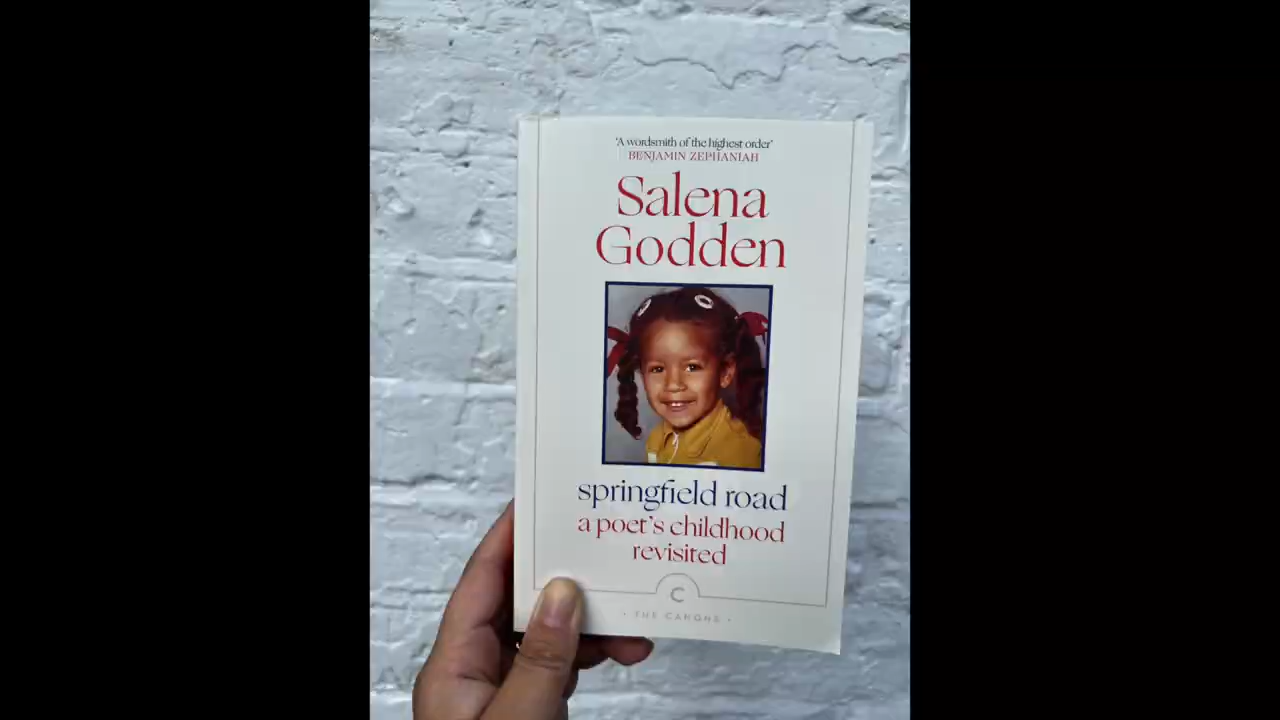 ‘A wordsmith of the highest order’
BENJAMIN ZEPHANIAH
Salena
Godden
springfield road
a poet’s childhood
revisited
C
· THE CANONS ·